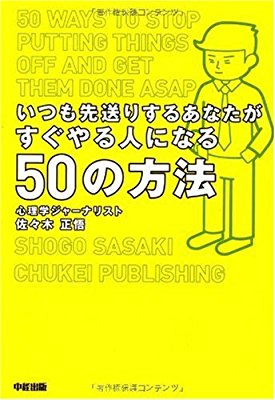 「著作権保護コンテンツ」
50 WAYS TO STOP
PUTTING THINGS
OFF AND GET
THEM DONE ASAP
いつも先送りするあなたが
すぐやる人になる
50の方法
心理学ジャーナリスト
佐々木 正悟
SHOGO SASAKI
CHUKEI PUBLISHING
中経出版
「著作権保護コンテンツ」